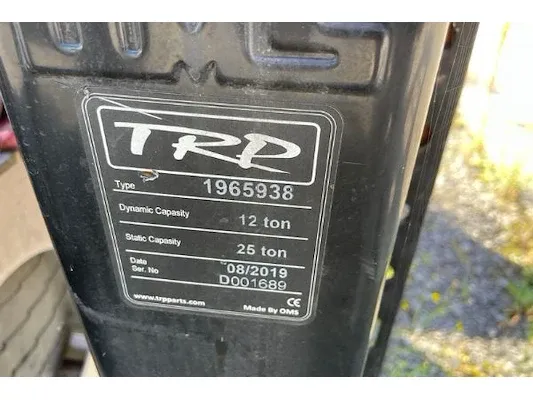 OMS
TRP
Type 1965938
Dynamic Capasity 12 ton
Static Capasity 25 ton
Date 08/2019
Ser. No D001689
www.trpparts.com CE Made By OMS